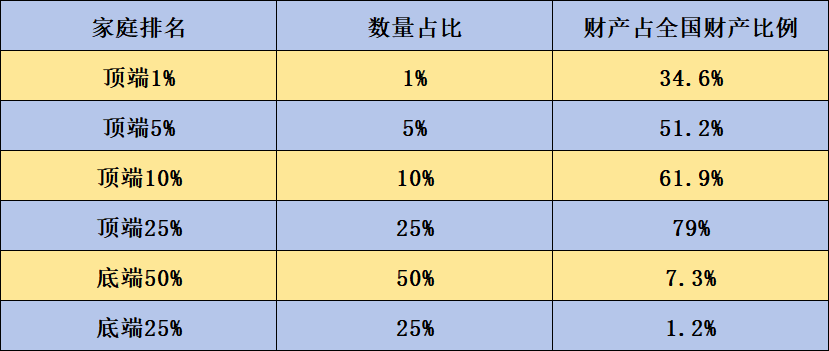 家庭排名 数量占比 财产占全国财产比例
顶端1% 1% 34.6%
顶端5% 5% 51.2%
顶端10% 10% 61.9%
顶端25% 25% 79%
底端50% 50% 7.3%
底端25% 25% 1.2%